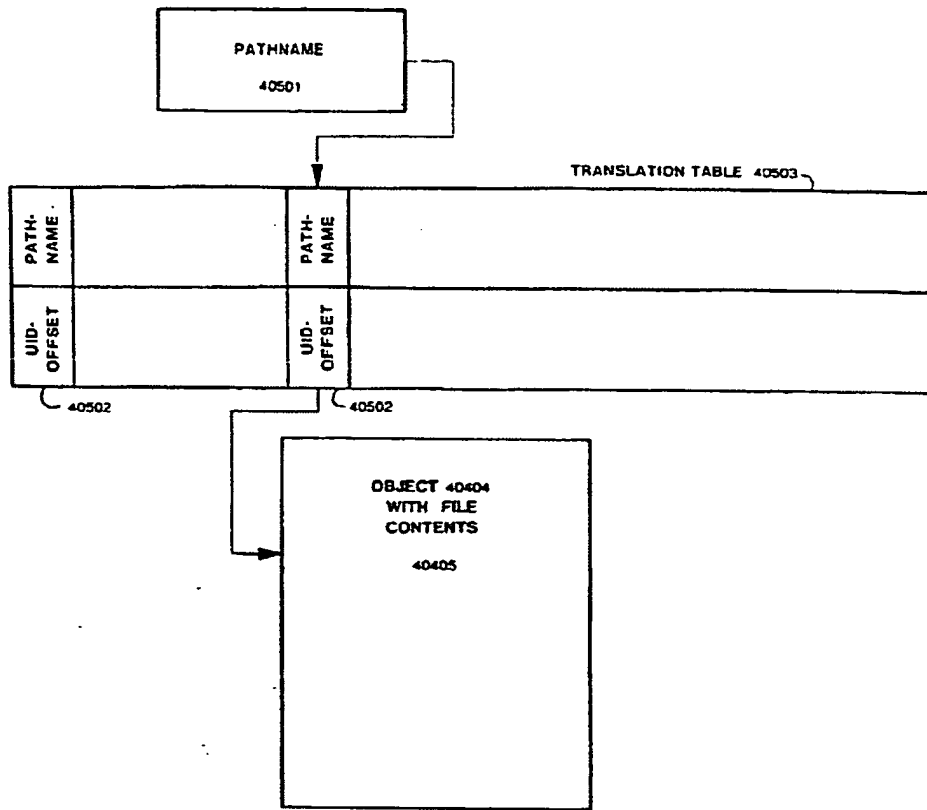 PATHNAME
40501
TRANSLATION TABLE 40503
PATH-
NAME
PATH-
NAME
UID-
OFFSET
UID-
OFFSET
40502
40502
OBJECT 40404
WITH FILE
CONTENTS
40405